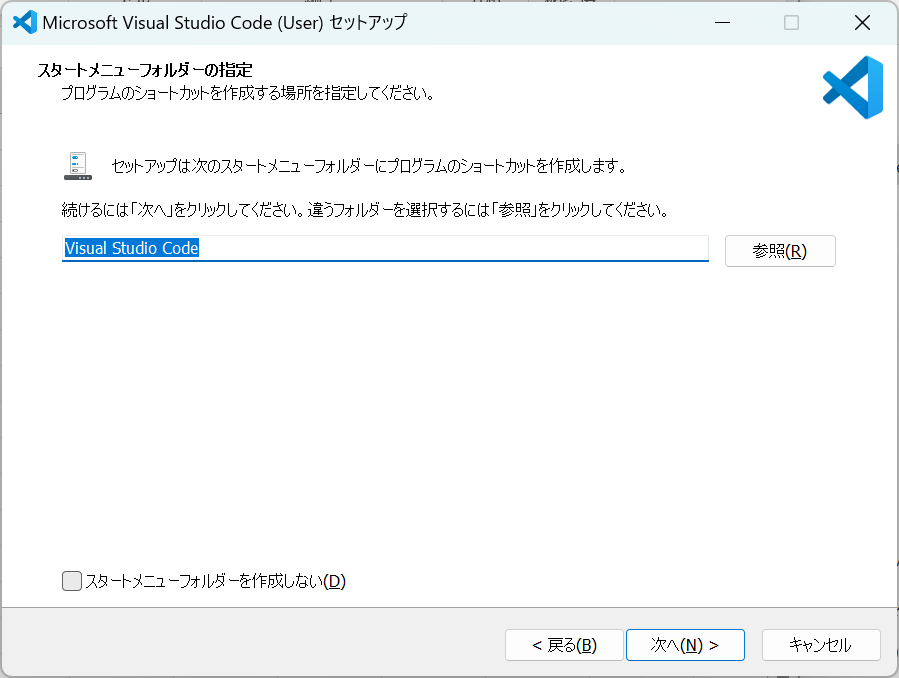 Microsoft Visual Studio Code (User) セットアップ
スタートメニューフォルダーの指定
プログラムのショートカットを作成する場所を指定してください。
セットアップは次のスタートメニューフォルダーにプログラムのショートカットを作成します。
続けるには「次へ」をクリックしてください。違うフォルダーを選択するには「参照」をクリックしてください。
Visual Studio Code
参照(R)
スタートメニューフォルダーを作成しない(D)
< 戻る(B)
次へ(N) >
キャンセル